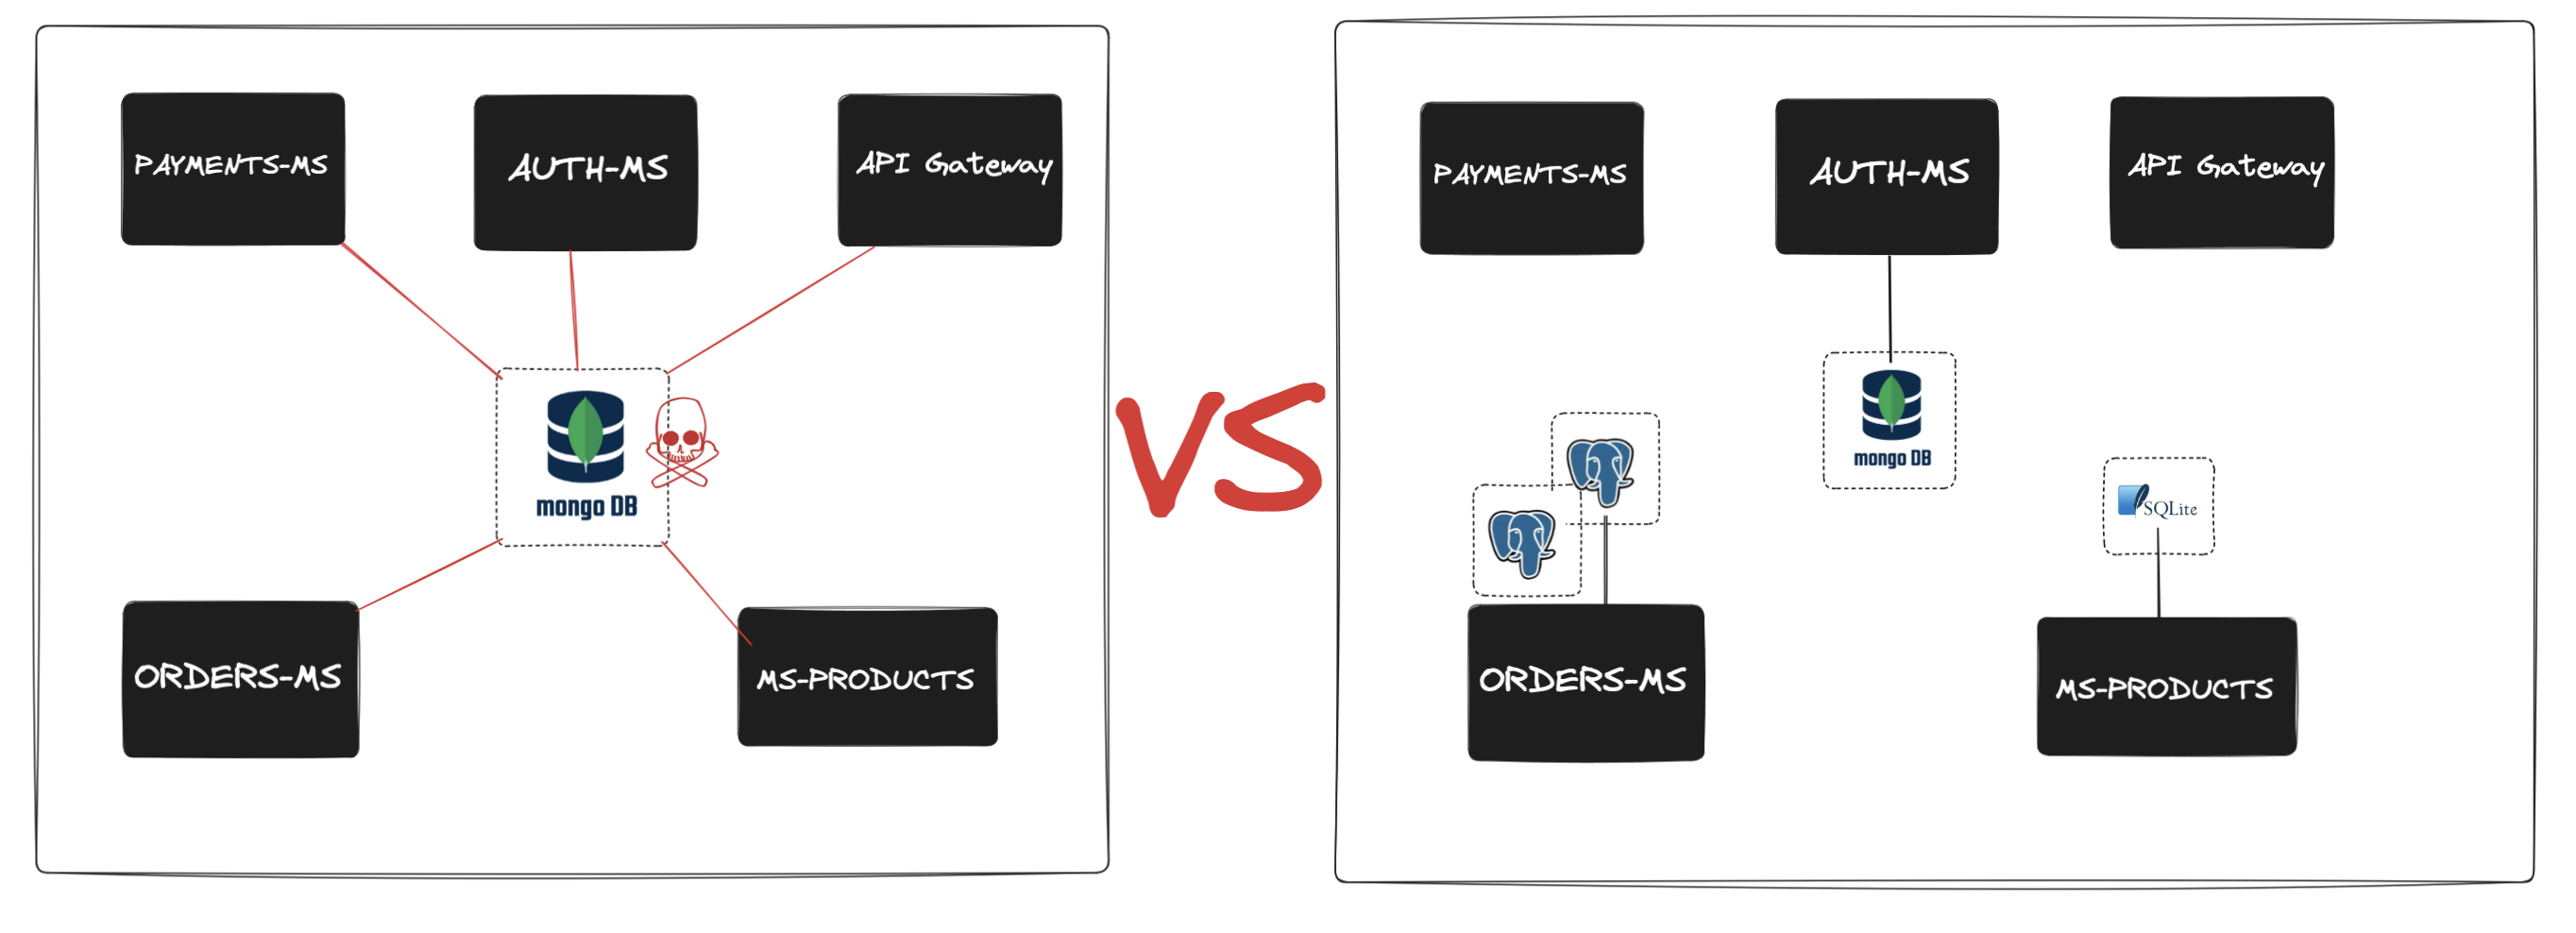 PAYMENTS-MS
AUTH-MS
API Gateway
mongo DB
ORDERS-MS
MS-PRODUCTS
VS
PAYMENTS-MS
AUTH-MS
API Gateway
mongo DB
SQLite
ORDERS-MS
MS-PRODUCTS